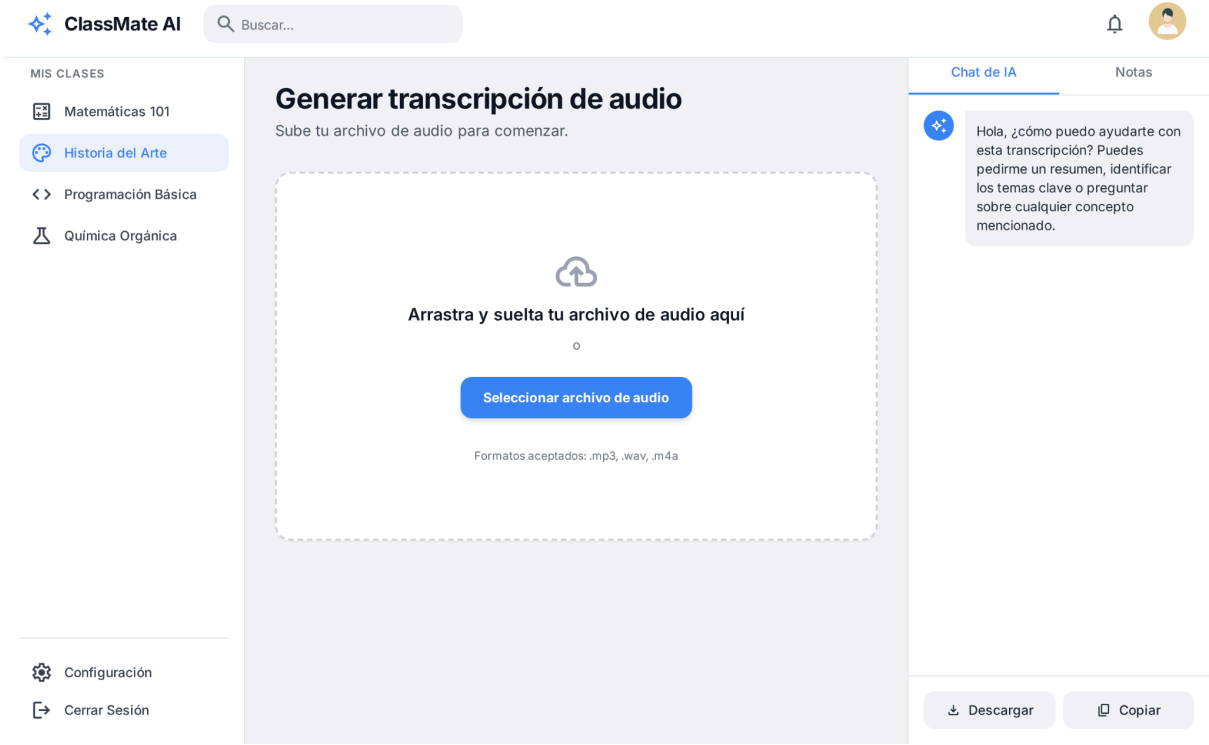 ClassMate AI
Buscar...
MIS CLASES
Matemáticas 101
Historia del Arte
Programación Básica
Química Orgánica
Configuración
Cerrar Sesión
Generar transcripción de audio
Sube tu archivo de audio para comenzar.
Arrastra y suelta tu archivo de audio aquí
o
Seleccionar archivo de audio
Formatos aceptados: .mp3, .wav, .m4a
Chat de IA
Notas
Hola, ¿cómo puedo ayudarte con
esta transcripción? Puedes
pedirme un resumen, identificar
los temas clave o preguntar
sobre cualquier concepto
mencionado.
Descargar
Copiar